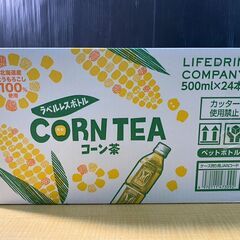 北海道産
とうもろこし
100%
使用
LIFEDRINK
COMPANY
500ml×24本
ラベルレスボトル
CORN TEA
コーン茶
カッター
使用禁止
ペットボトル